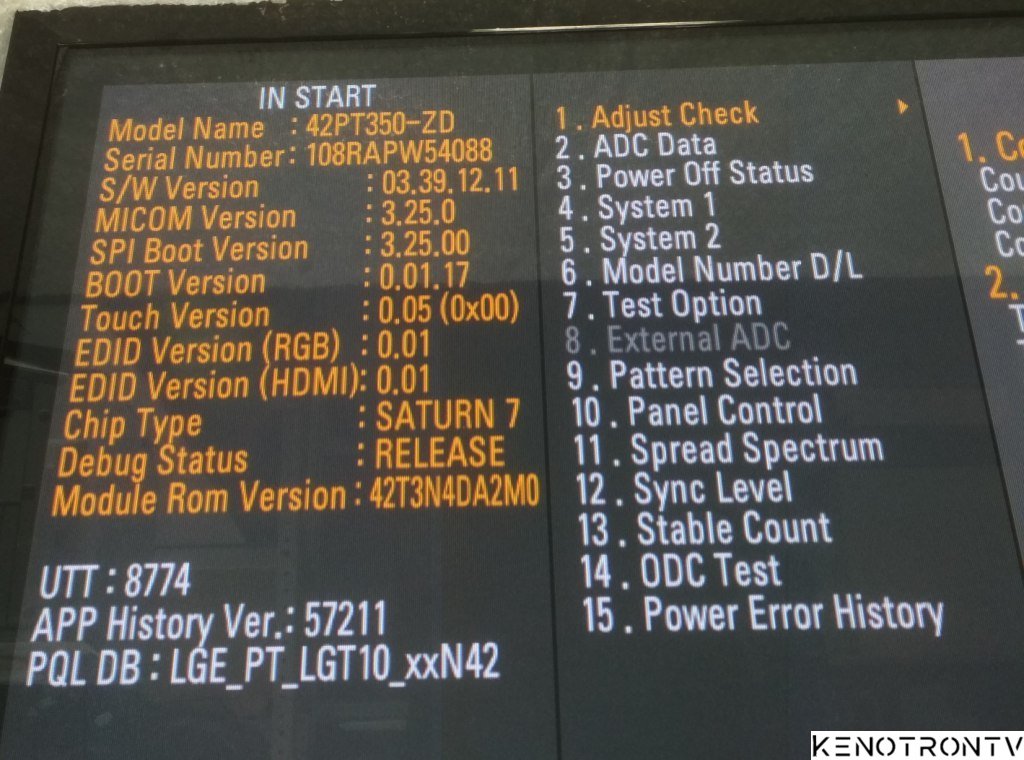 IN START
Model Name : 42PT350-ZD
Serial Number: 108RAPW54088
S/W Version : 03.39.12.11
MICOM Version : 3.25.0
SPI Boot Version : 3.25.00
BOOT Version : 0.01.17
Touch Version : 0.05 (0x00)
EDID Version (RGB) : 0.01
EDID Version (HDMI): 0.01
Chip Type : SATURN 7
Debug Status : RELEASE
Module Rom Version : 42T3N4DA2M0
UTT : 8774
APP History Ver.: 57211
PQL DB : LGE_PT_LGT10_xxN42
1 . Adjust Check
2 . ADC Data
3 . Power Off Status
4 . System 1
5 . System 2
6 . Model Number D/L
7 . Test Option
8 . External ADC
9 . Pattern Selection
10 . Panel Control
11 . Spread Spectrum
12 . Sync Level
13 . Stable Count
14 . ODC Test
15 . Power Error History
1.
2.
KENOTRONTV